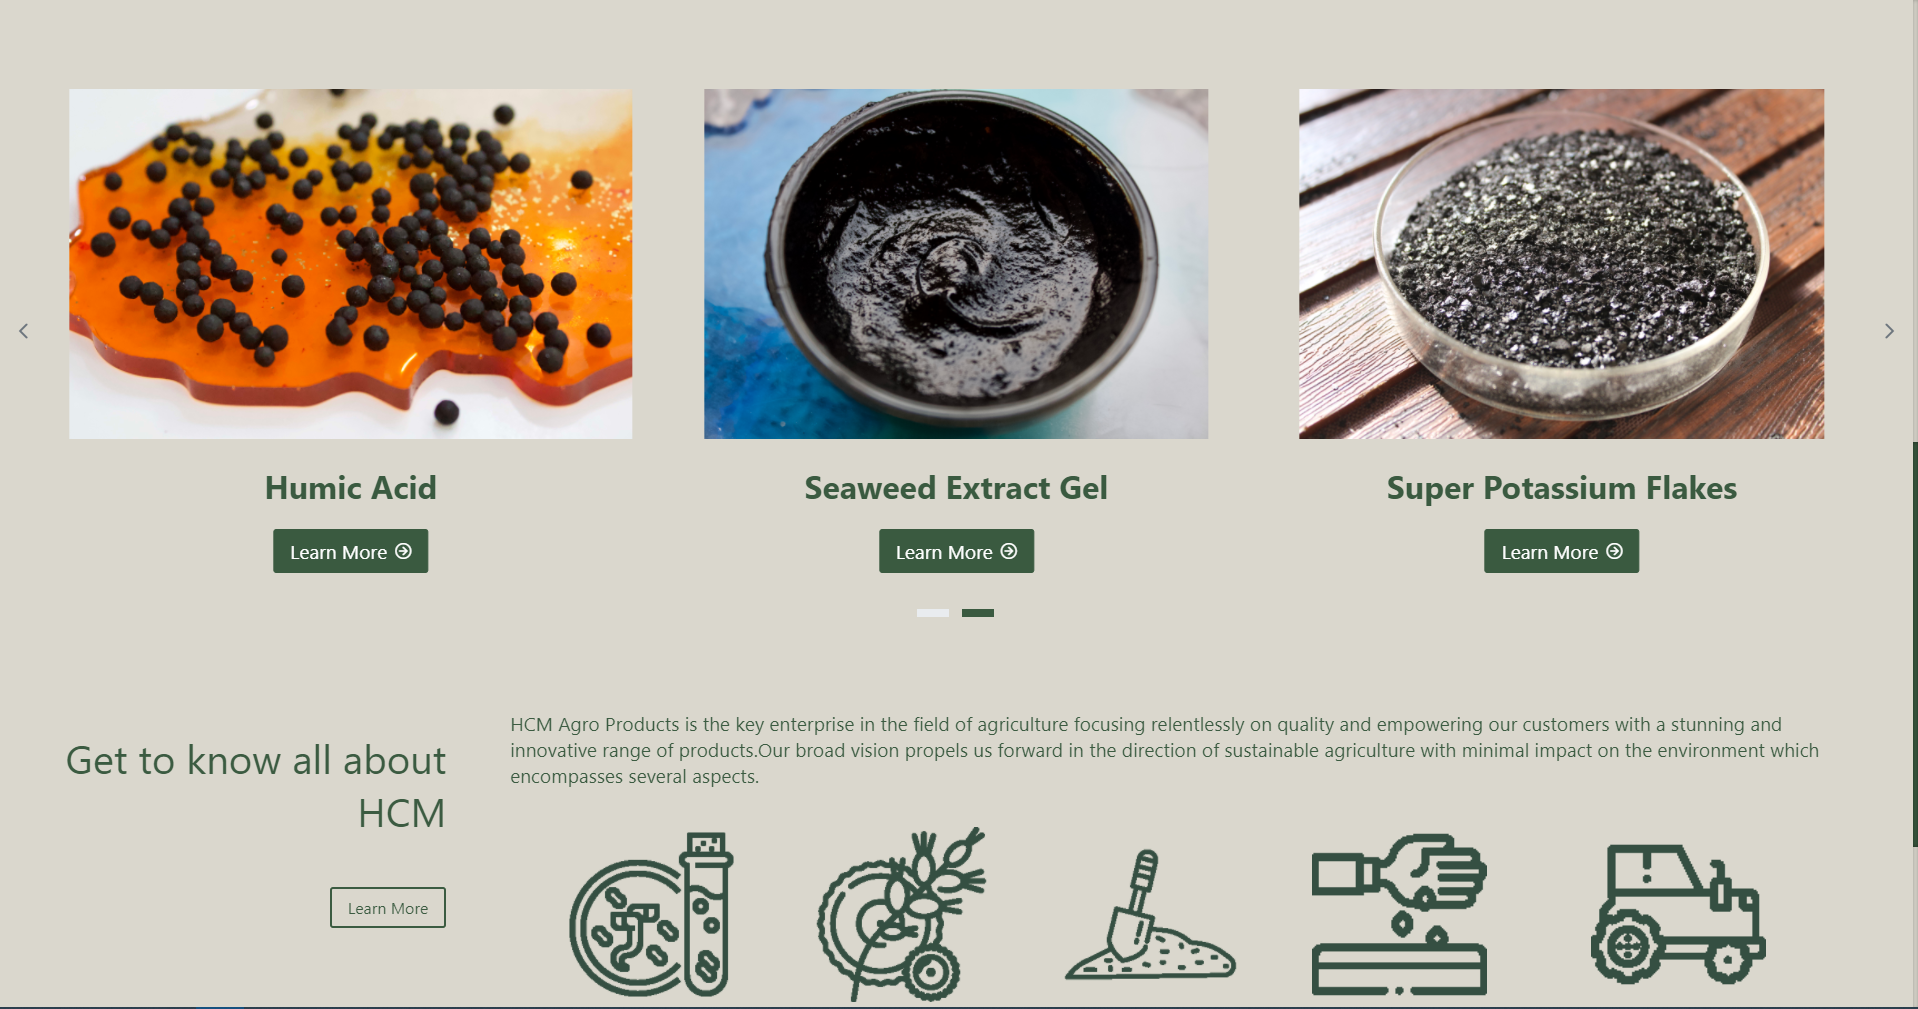 Humic Acid
Seaweed Extract Gel
Super Potassium Flakes
Learn More
Learn More
Learn More
Get to know all about
HCM
Learn More
HCM Agro Products is the key enterprise in the field of agriculture focusing relentlessly on quality and empowering our customers with a stunning and
innovative range of products.Our broad vision propels us forward in the direction of sustainable agriculture with minimal impact on the environment which
encompasses several aspects.